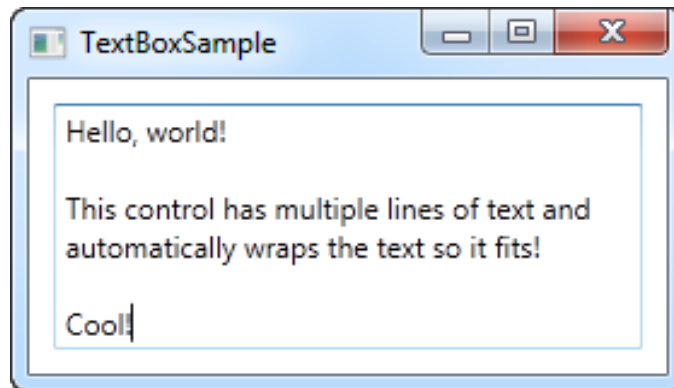 TextBoxSample
Hello, world!
This control has multiple lines of text and
automatically wraps the text so it fits!
Cool!